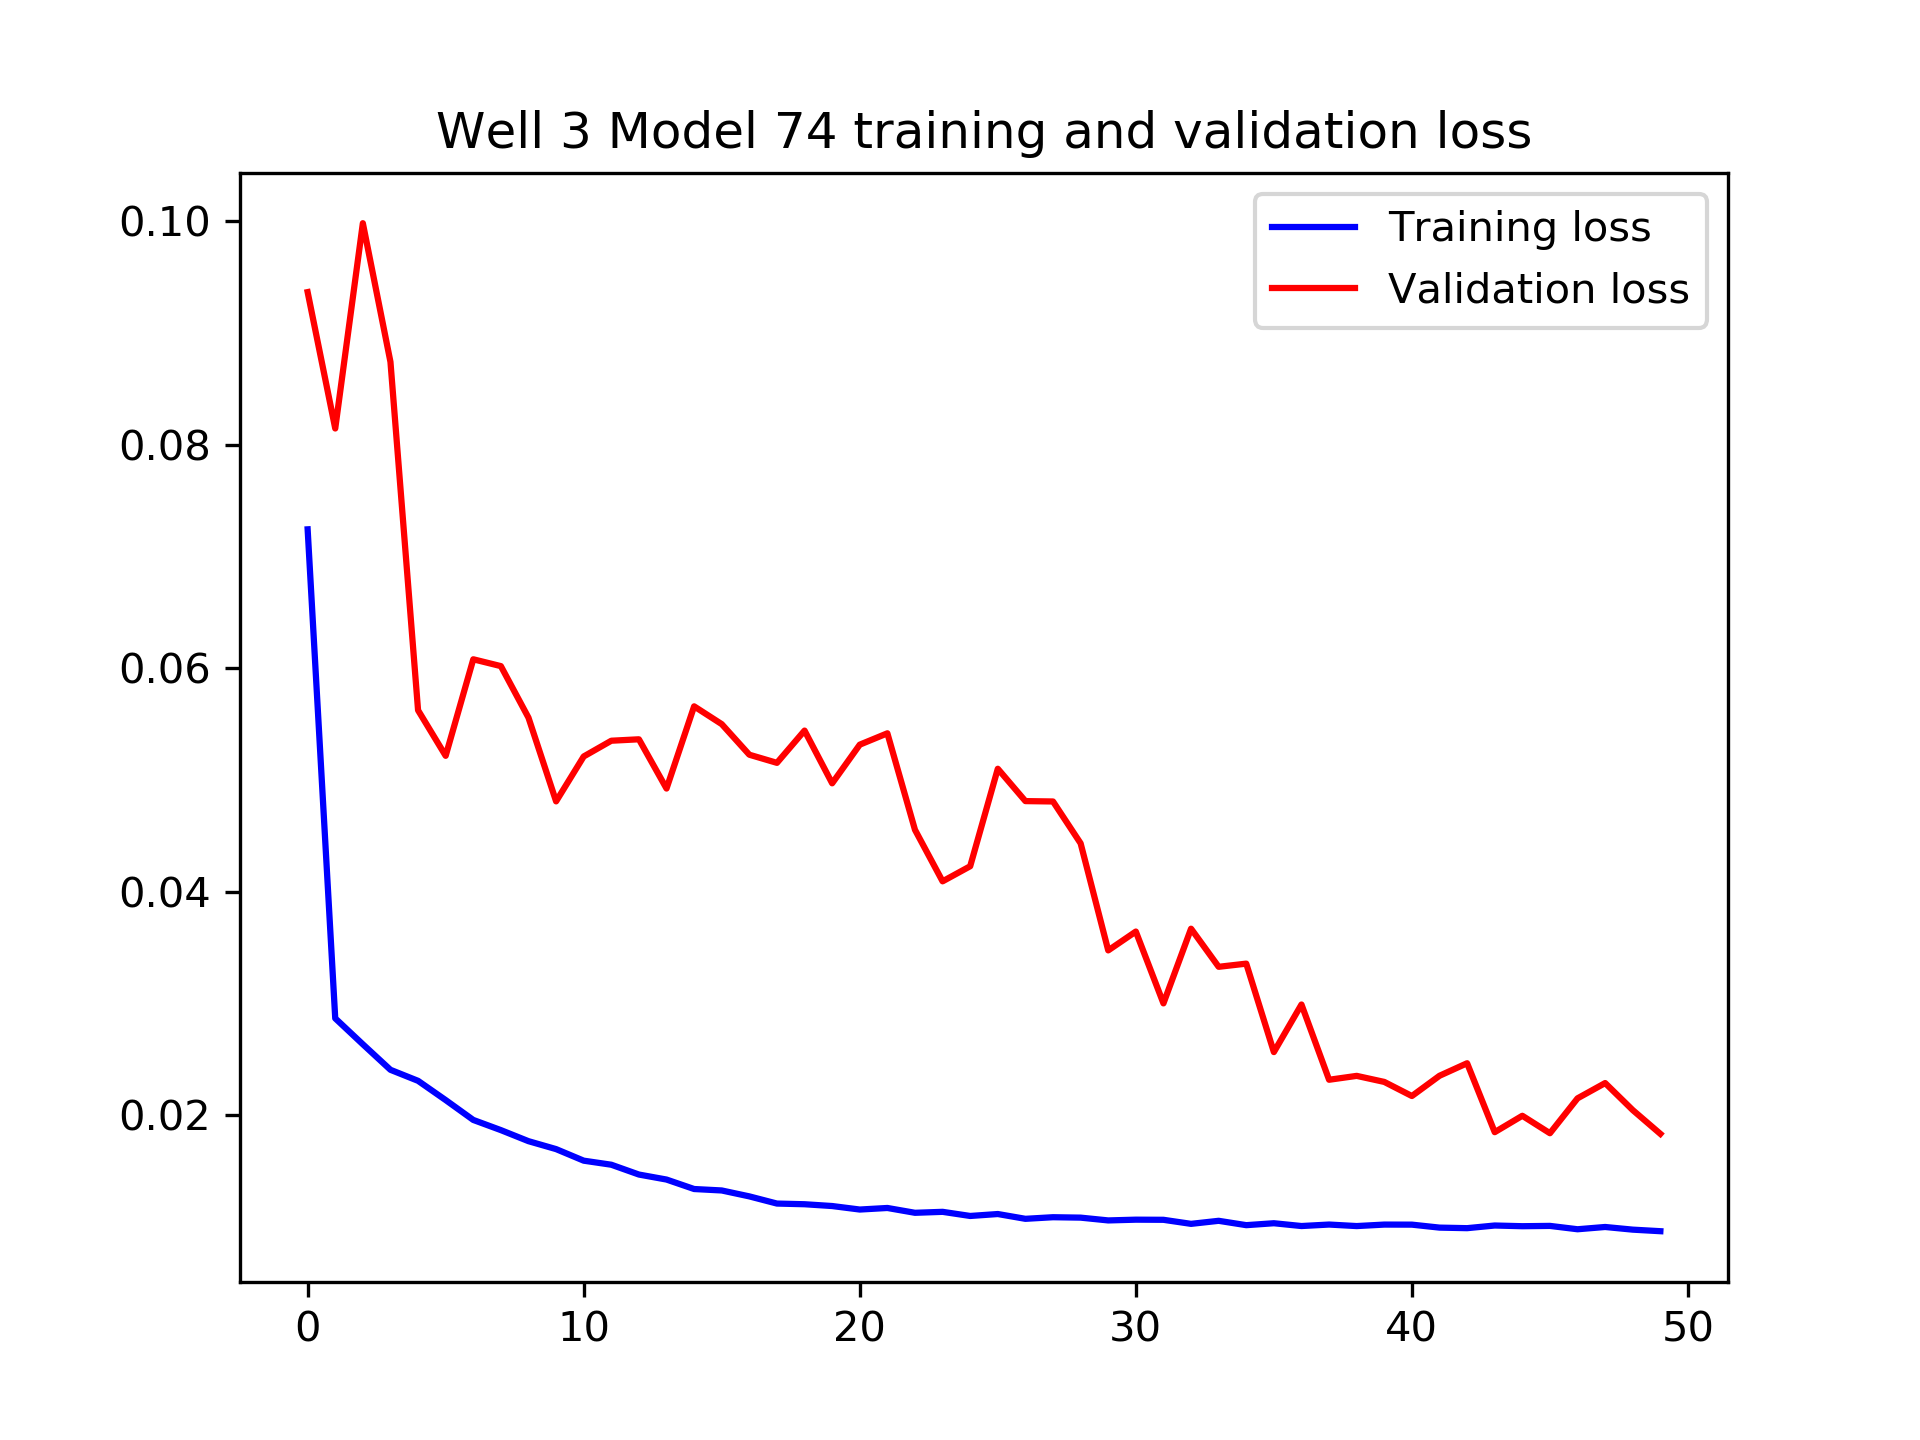 Well 3 Model 74 training and validation loss
Training loss
Validation loss
0.10
0.08
0.06
0.04
0.02
0 10 20 30 40 50